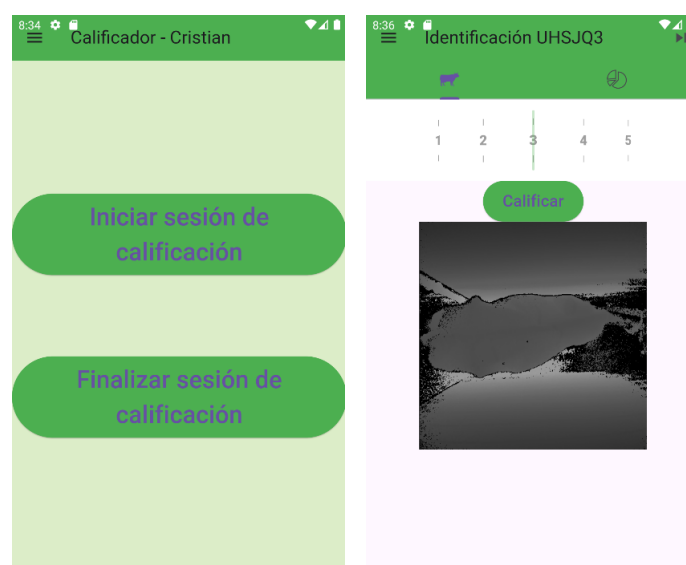 8:34
Calificador - Cristian
Iniciar sesión de
calificación
Finalizar sesión de
calificación
8:36
Identificación UHSJQ3
1 2 3 4 5
Calificar